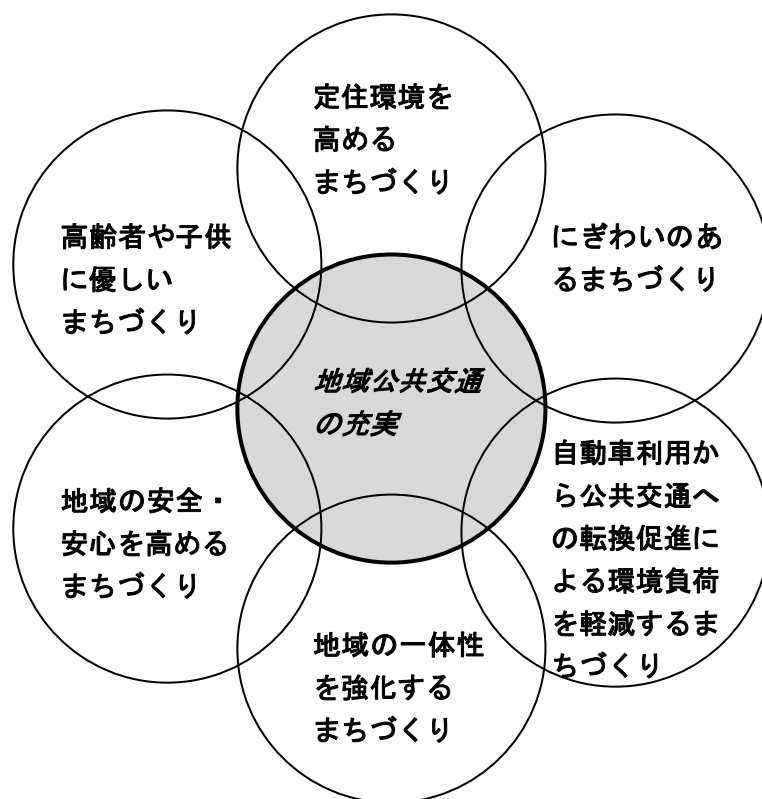 定住環境を
高める
まちづくり
高齢者や子供
に優しい
まちづくり
にぎわいのあ
るまちづくり
地域公共交通
の充実
地域の安全・
安心を高める
まちづくり
自動車利用か
ら公共交通へ
の転換促進に
よる環境負荷
を軽減するま
ちづくり
地域の一体性
を強化する
まちづくり